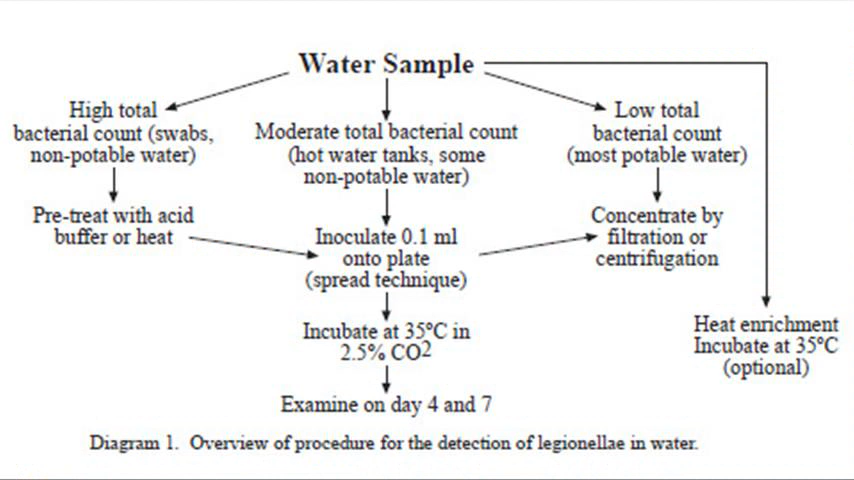 Water Sample
High total
bacterial count (swabs,
non-potable water)
Moderate total bacterial count
(hot water tanks, some
non-potable water)
Low total
bacterial count
(most potable water)
Pre-treat with acid
buffer or heat
Inoculate 0.1 ml
onto plate
(spread technique)
Concentrate by
filtration or
centrifugation
Heat enrichment
Incubate at 35°C
(optional)
Incubate at 35°C in
2.5% CO2
Examine on day 4 and 7
Diagram 1. Overview of procedure for the detection of legionellae in water.